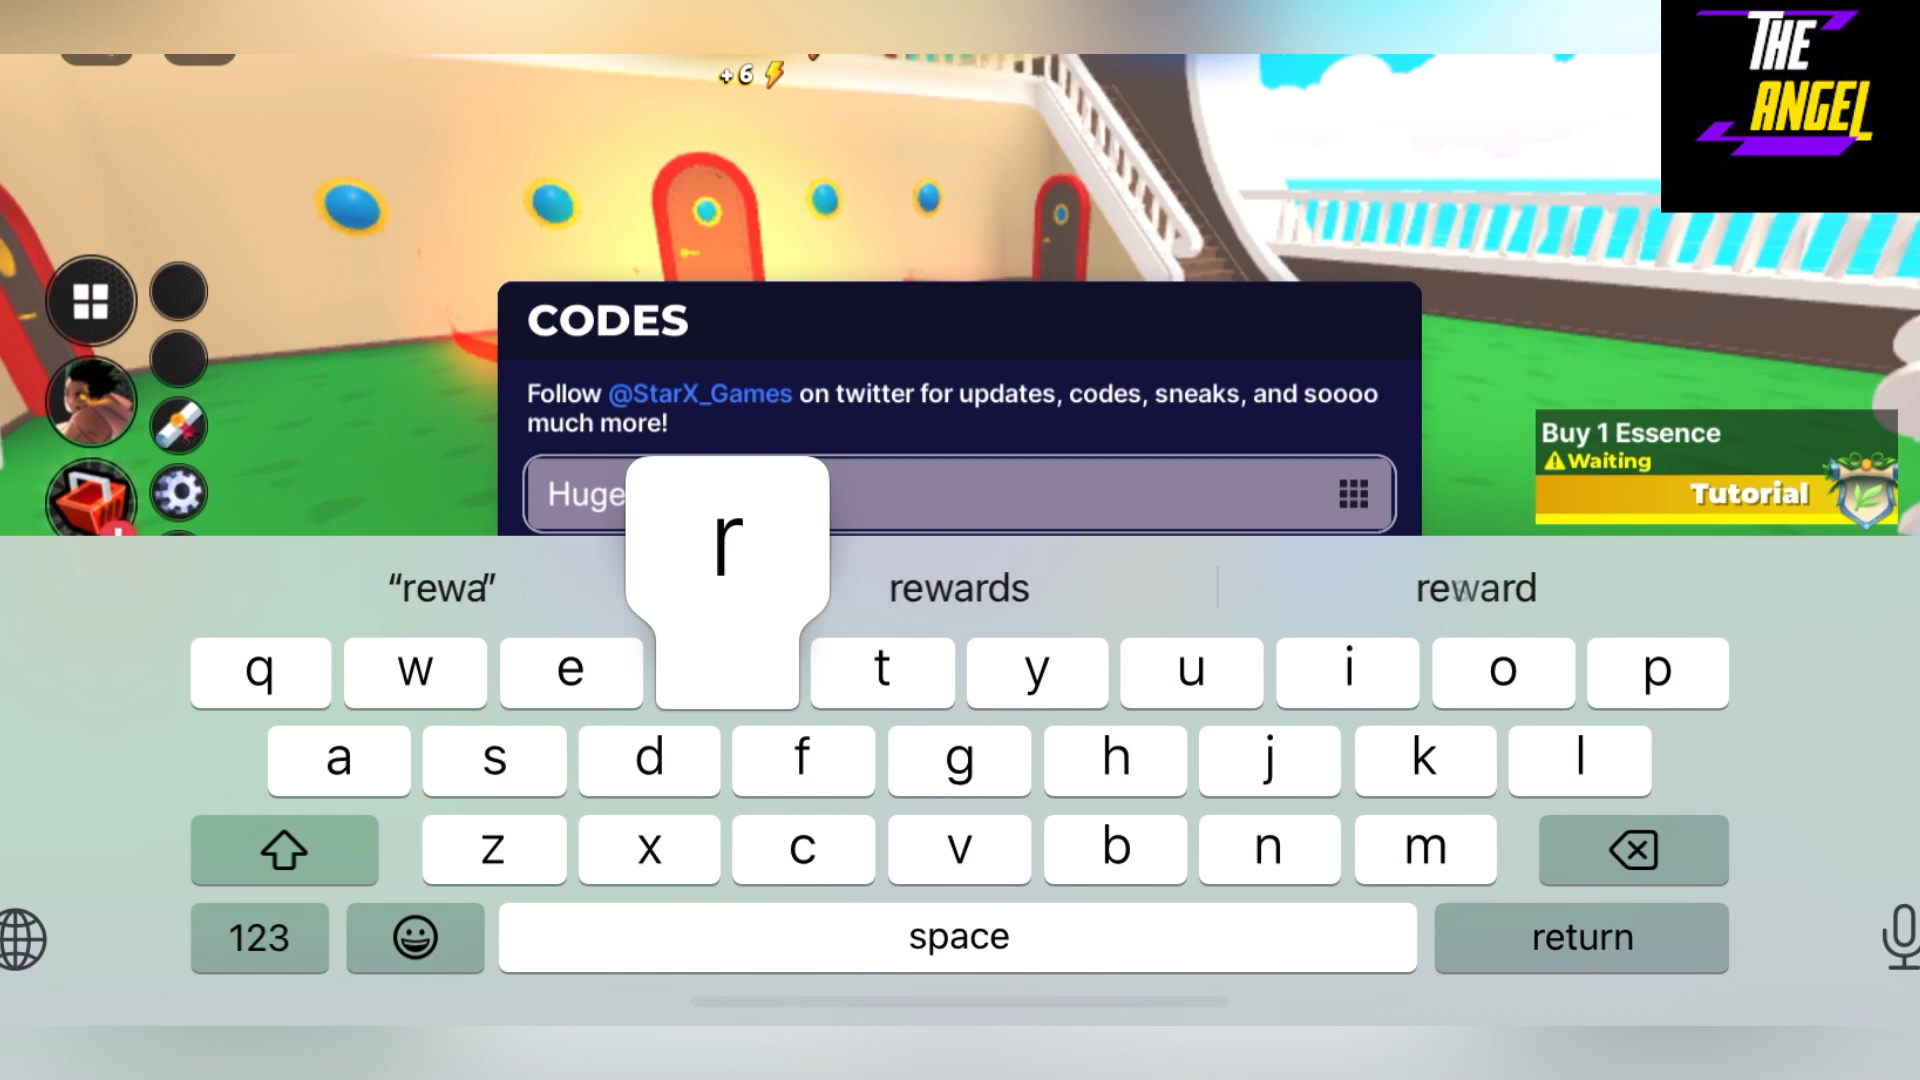 THE
ANGEL
+6
CODES
Follow @StarX_Games on twitter for updates, codes, sneaks, and soooo
much more!
Buy 1 Essence
Waiting
Tutorial
Huge
r
“rewa” rewards reward
q w e t y u i o p
a s d f g h j k l
z x c v b n m
123 space return